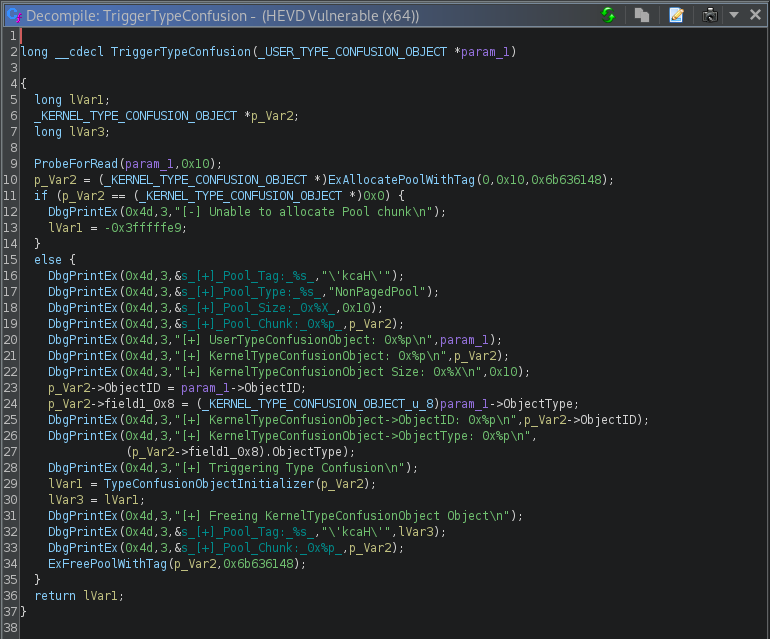 Decompile: TriggerTypeConfusion - (HEVD Vulnerable (x64))
1
2 long __cdecl TriggerTypeConfusion(_USER_TYPE_CONFUSION_OBJECT *param_1)
3
4 {
5   long lVar1;
6   _KERNEL_TYPE_CONFUSION_OBJECT *p_Var2;
7   long lVar3;
8
9   ProbeForRead(param_1,0x10);
10   p_Var2 = (_KERNEL_TYPE_CONFUSION_OBJECT *)ExAllocatePoolWithTag(0,0x10,0x6b636148);
11   if (p_Var2 == (_KERNEL_TYPE_CONFUSION_OBJECT *)0x0) {
12     DbgPrintEx(0x4d,3,"[-] Unable to allocate Pool chunk\n");
13     lVar1 = -0x3fffffe9;
14   }
15   else {
16     DbgPrintEx(0x4d,3,&s_[+]_Pool_Tag:_%s_,"\'kcaH\'");
17     DbgPrintEx(0x4d,3,&s_[+]_Pool_Type:_%s_,"NonPagedPool");
18     DbgPrintEx(0x4d,3,&s_[+]_Pool_Size:_0x%X_,0x10);
19     DbgPrintEx(0x4d,3,&s_[+]_Pool_Chunk:_0x%p_,p_Var2);
20     DbgPrintEx(0x4d,3,"[+] UserTypeConfusionObject: 0x%p\n",param_1);
21     DbgPrintEx(0x4d,3,"[+] KernelTypeConfusionObject: 0x%p\n",p_Var2);
22     DbgPrintEx(0x4d,3,"[+] KernelTypeConfusionObject Size: 0x%X\n",0x10);
23     p_Var2->ObjectID = param_1->ObjectID;
24     p_Var2->field1_0x8 = (_KERNEL_TYPE_CONFUSION_OBJECT_u_8)param_1->ObjectType;
25     DbgPrintEx(0x4d,3,"[+] KernelTypeConfusionObject->ObjectID: 0x%p\n",p_Var2->ObjectID);
26     DbgPrintEx(0x4d,3,"[+] KernelTypeConfusionObject->ObjectType: 0x%p\n",
27                (p_Var2->field1_0x8).ObjectType);
28     DbgPrintEx(0x4d,3,"[+] Triggering Type Confusion\n");
29     lVar1 = TypeConfusionObjectInitializer(p_Var2);
30     lVar3 = lVar1;
31     DbgPrintEx(0x4d,3,"[+] Freeing KernelTypeConfusionObject Object\n");
32     DbgPrintEx(0x4d,3,&s_[+]_Pool_Tag:_%s_,"\'kcaH\'",lVar3);
33     DbgPrintEx(0x4d,3,&s_[+]_Pool_Chunk:_0x%p_,p_Var2);
34     ExFreePoolWithTag(p_Var2,0x6b636148);
35   }
36   return lVar1;
37 }
38